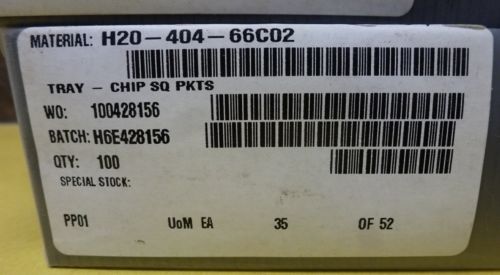 MATERIAL: H20-404-66C02
TRAY - CHIP SQ PKTS
WO: 100428156
BATCH: H6E428156
QTY: 100
SPECIAL STOCK:
PP01 UoM EA 35 OF 52